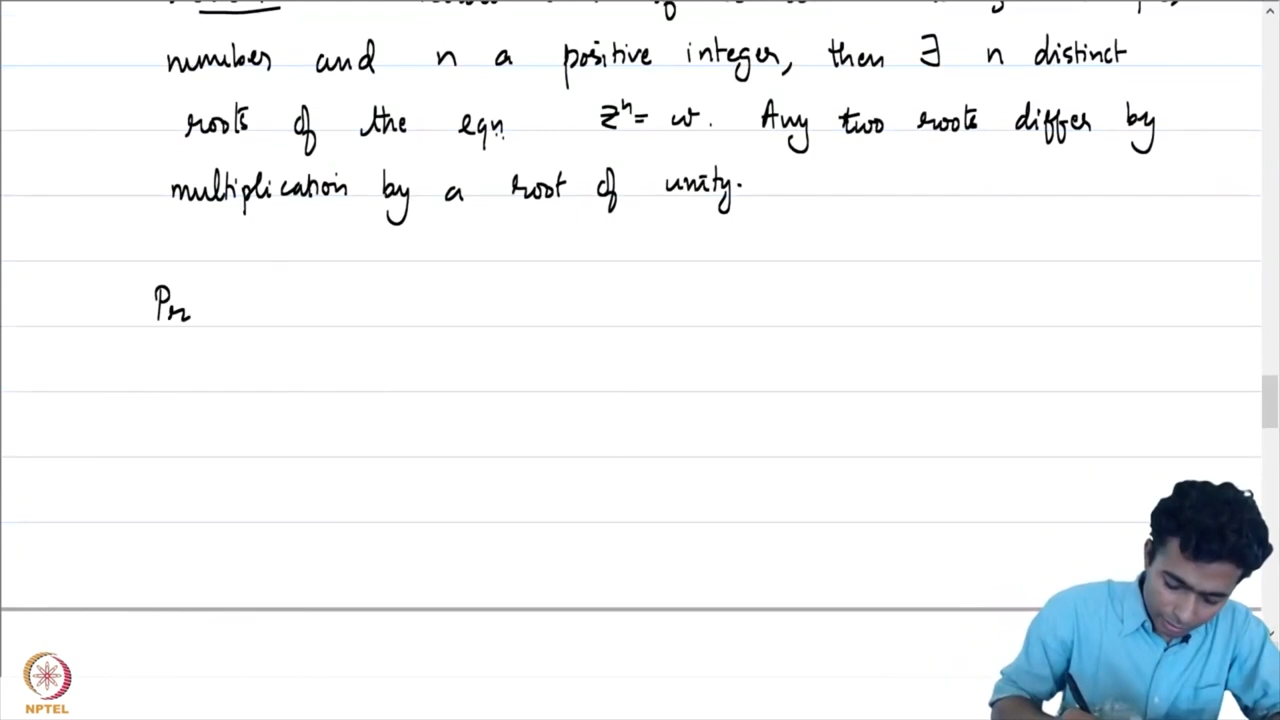 number and n a positive integer, then ∃ n distinct
roots of the eqn zⁿ = w. Any two roots differ by
multiplication by a root of unity.
Pr
NPTEL